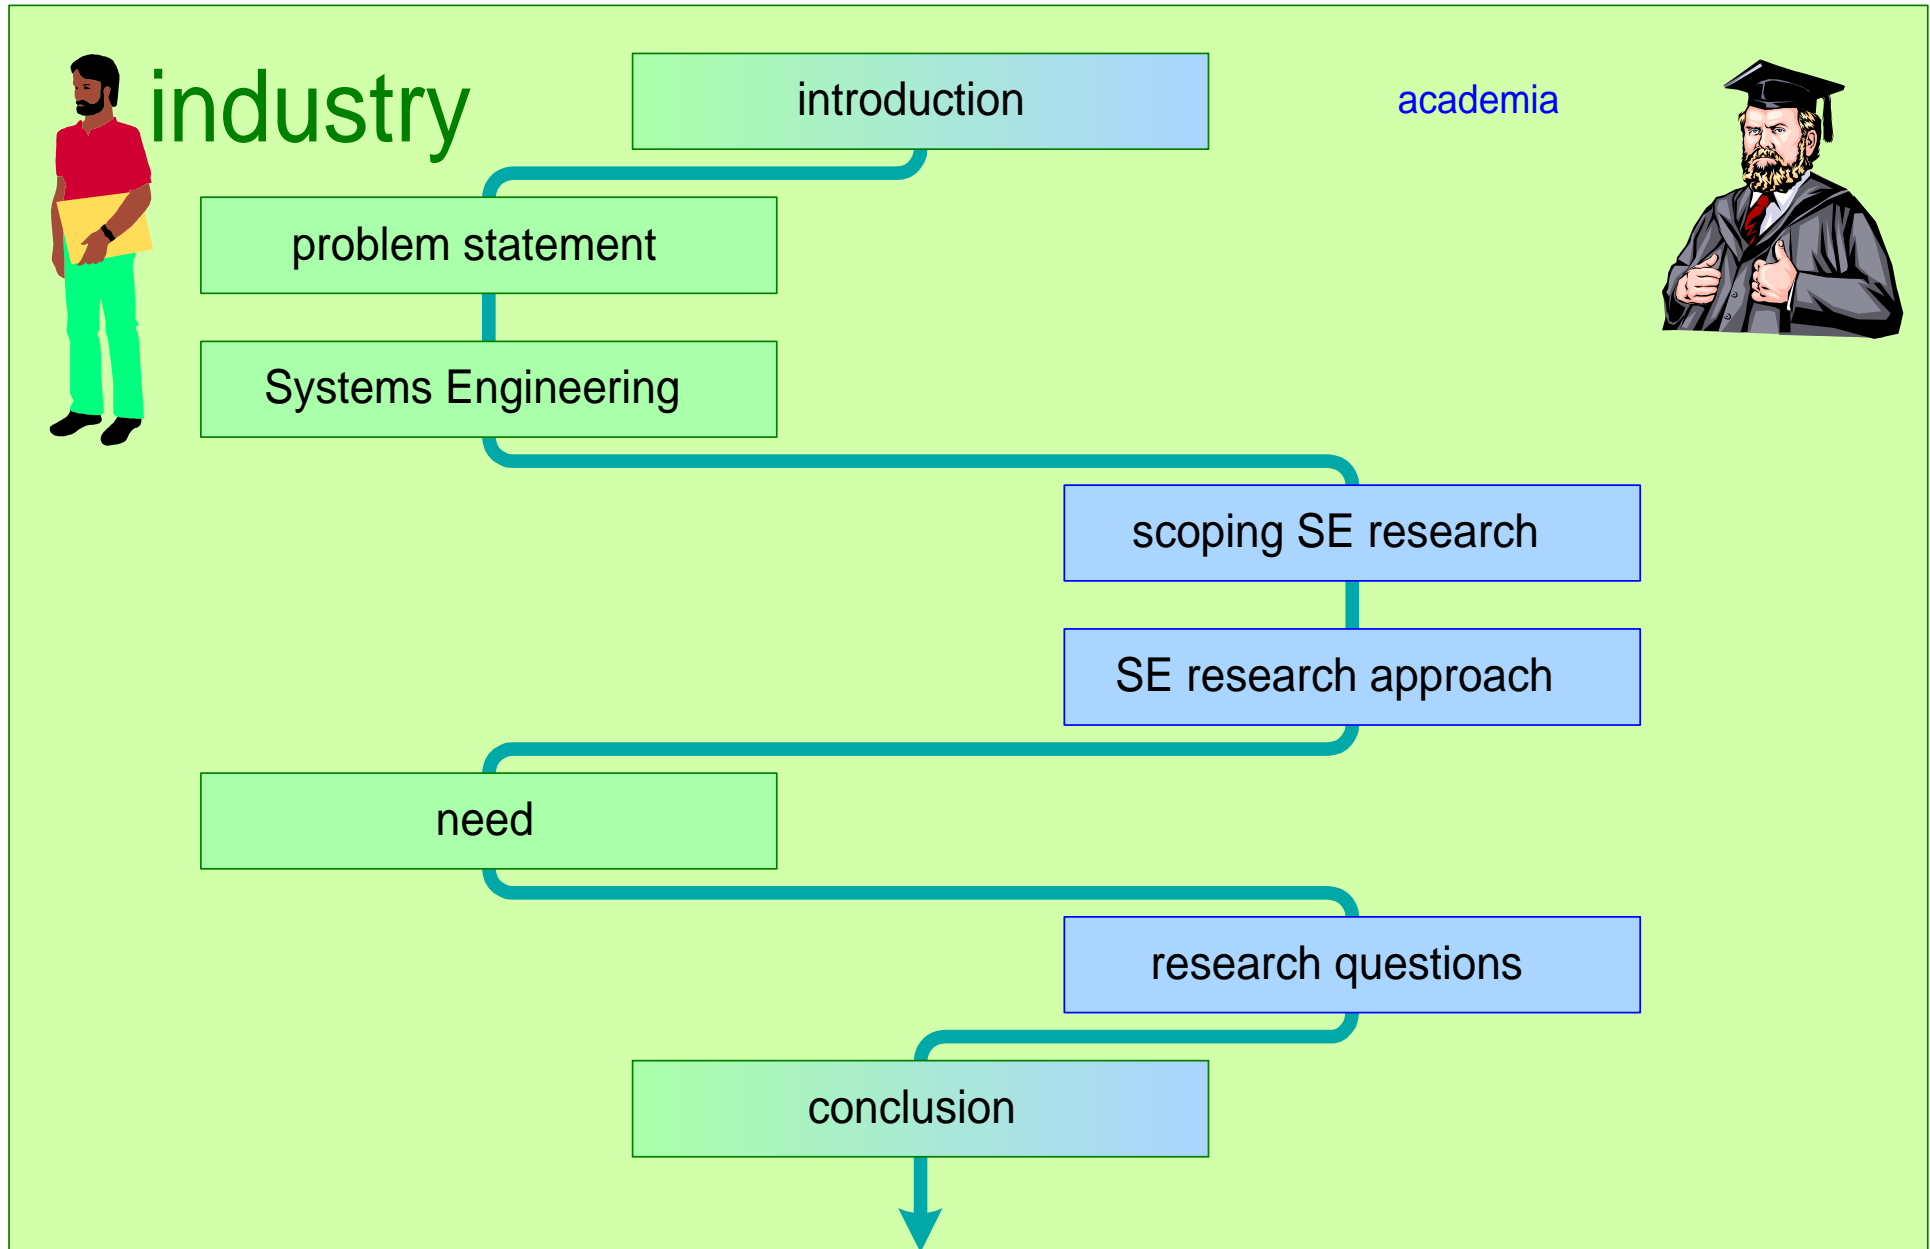 industry
introduction
academia
problem statement
Systems Engineering
scoping SE research
SE research approach
need
research questions
conclusion